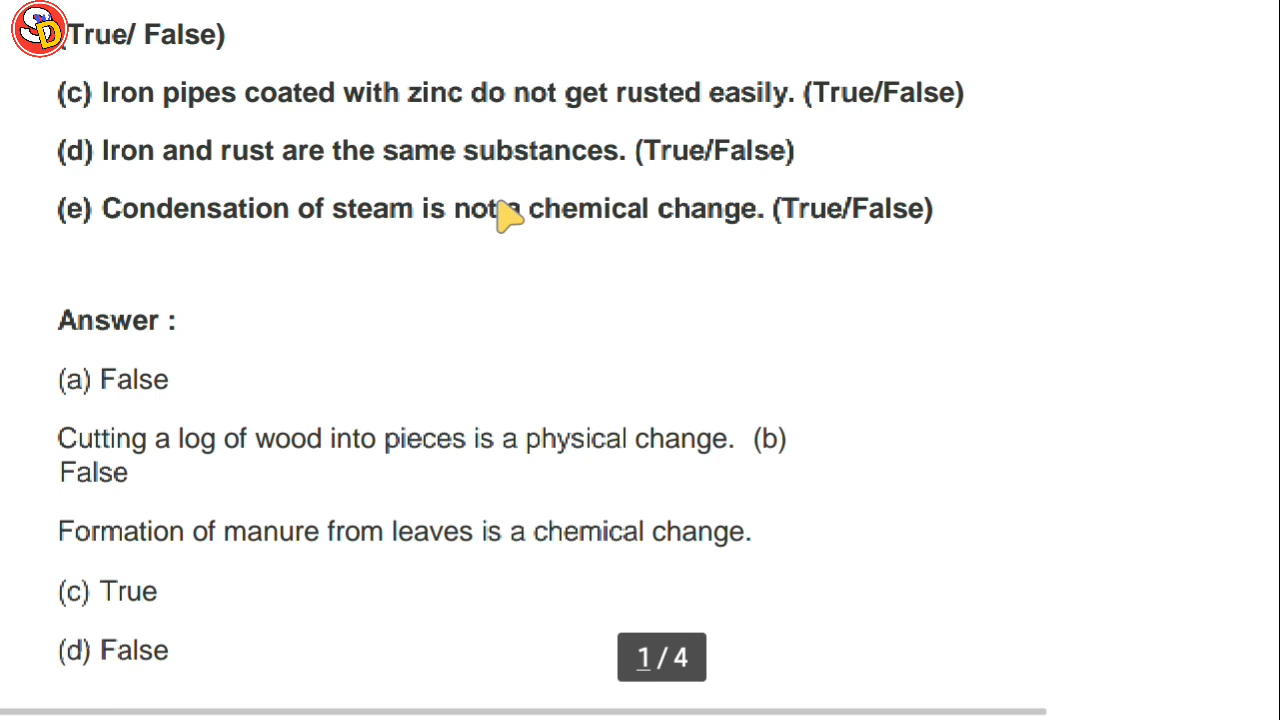 SD
True/ False)
(c) Iron pipes coated with zinc do not get rusted easily. (True/False)
(d) Iron and rust are the same substances. (True/False)
(e) Condensation of steam is not a chemical change. (True/False)
Answer :
(a) False
Cutting a log of wood into pieces is a physical change. (b)
False
Formation of manure from leaves is a chemical change.
(c) True
(d) False
1 / 4